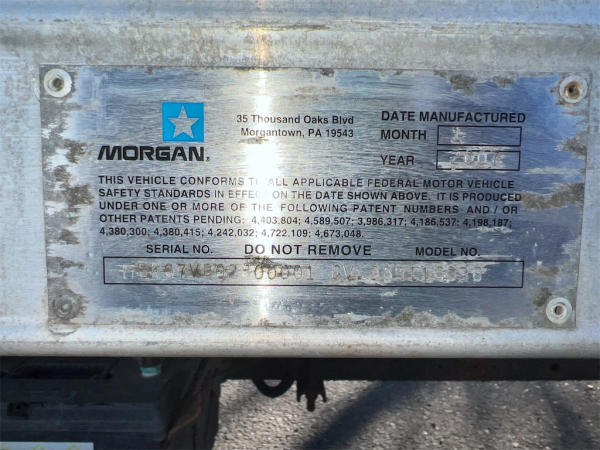 35 Thousand Oaks Blvd
Morgantown, PA 19543
DATE MANUFACTURED
MONTH
YEAR
MORGAN
THIS VEHICLE CONFORMS TO ALL APPLICABLE FEDERAL MOTOR VEHICLE
SAFETY STANDARDS IN EFFECT ON THE DATE SHOWN ABOVE. IT IS PRODUCED
UNDER ONE OR MORE OF THE FOLLOWING PATENT NUMBERS AND / OR
OTHER PATENTS PENDING: 4,403,804; 4,589,507; 3,986,317; 4,186,537; 4,198,187;
4,380,300; 4,380,415; 4,242,032; 4,722,109; 4,673,048.
SERIAL NO. DO NOT REMOVE MODEL NO.